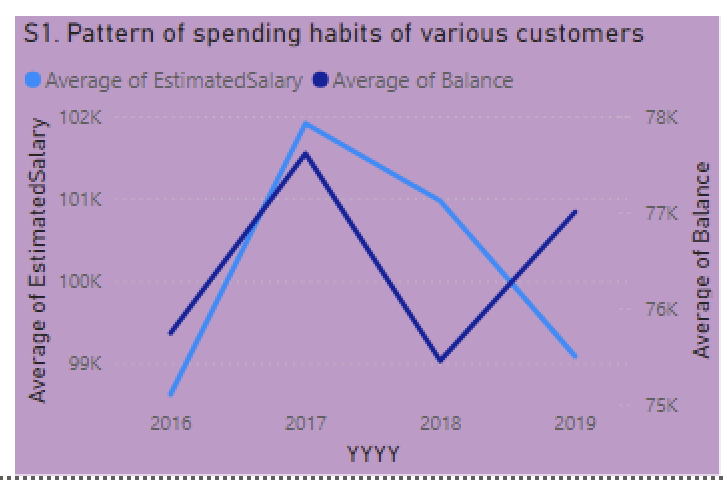 S1. Pattern of spending habits of various customers
Average of EstimatedSalary Average of Balance
Average of EstimatedSalary
102K
101K
100K
99K
78K
77K
76K
75K
Average of Balance
2016 2017 2018 2019
YYYY